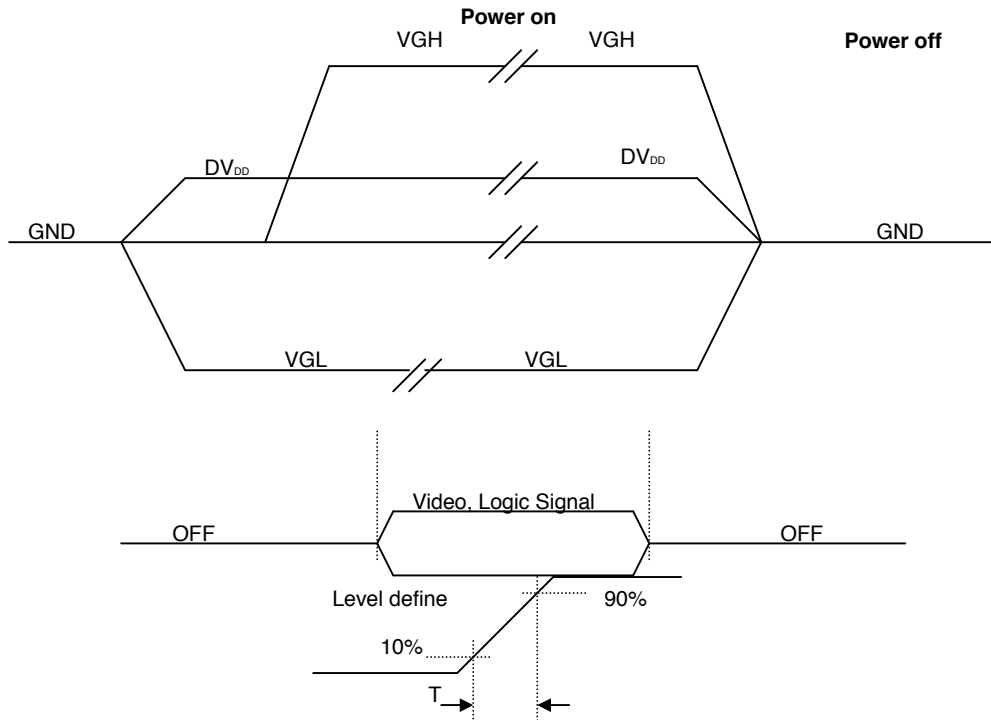 Power on
VGH
VGH
Power off
DVDD
DVDD
GND
GND
VGL
VGL
Video, Logic Signal
OFF
OFF
Level define
90%
10%
T